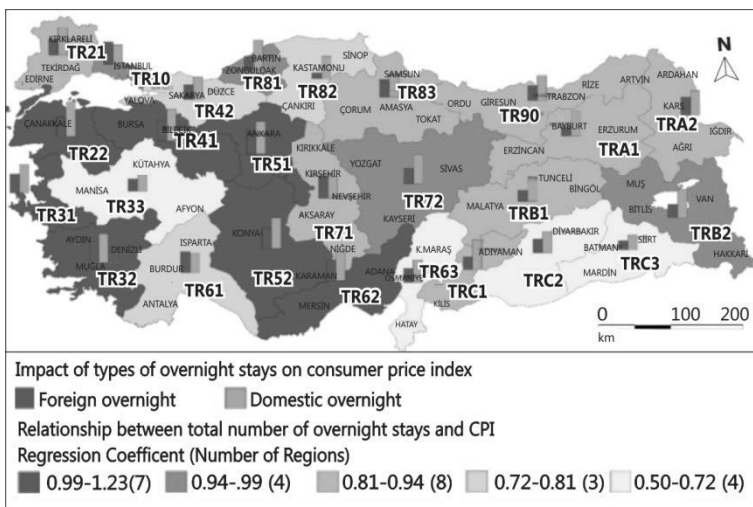 KIRKLARELİ
TR21
TEKİRDAĞ
EDİRNE
İSTANBUL
TR10
YALOVA
SAKARYA
DÜZCE
TR42
BARTIN
ZONGULDAK
TR81
KASTAMONU
SİNOP
TR82
ÇANKIRI
SAMSUN
TR83
ÇORUM
AMASYA
TOKAT
ORDU
GİRESUN
TR90
TRABZON
RİZE
ARTVİN
ARDAHAN
KARS
TRA2
IĞDIR
AĞRI
BAYBURT
ERZURUM
TRA1
ERZİNCAN
N
ÇANAKKALE
TR22
BURSA
BİLECİK
TR41
ANKARA
TR51
KIRIKKALE
KIRŞEHİR
NEVŞEHİR
AKSARAY
TR71
NİĞDE
YOZGAT
SİVAS
TR72
KAYSERİ
TUNCELİ
BİNGÖL
MALATYA
TRB1
MUŞ
BİTLİS
VAN
TRB2
HAKKARİ
KÜTAHYA
MANİSA
TR33
AFYON
TR31
AYDIN
DENİZLİ
MUĞLA
TR32
ISPARTA
BURDUR
TR61
ANTALYA
KONYA
TR52
KARAMAN
MERSİN
ADANA
TR62
K.MARAŞ
OSMANİYE
TR63
HATAY
ADIYAMAN
TRC1
KİLİS
DİYARBAKIR
TRC2
BATMAN
SİİRT
MARDİN
TRC3
0 100 200
km
Impact of types of overnight stays on consumer price index
Foreign overnight Domestic overnight
Relationship between total number of overnight stays and CPI
Regression Coefficent (Number of Regions)
0.99-1.23(7) 0.94-.99 (4) 0.81-0.94 (8) 0.72-0.81 (3) 0.50-0.72 (4)